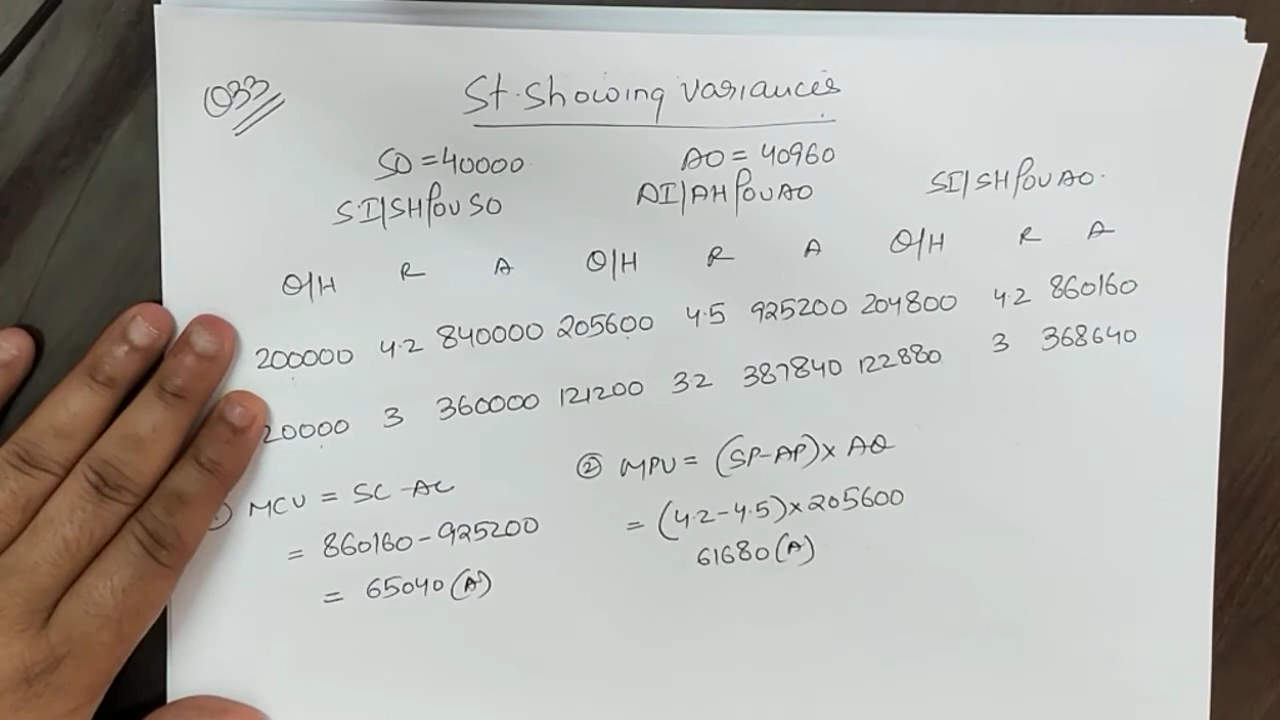 Q33
St. Showing variances
SO = 40000 AO = 40960
SI/SH for SO AI/AH for AO SI/SH for AO.
Q/H R A Q/H R A Q/H R A
200000 4.2 840000 205600 4.5 925200 204800 4.2 860160
20000 3 360000 121200 3.2 387840 122880 3 368640
MCV = SC - AC
= 860160 - 925200
= 65040 (A)
② MPV = (SP-AP) x AQ
= (4.2-4.5) x 205600
61680 (A)